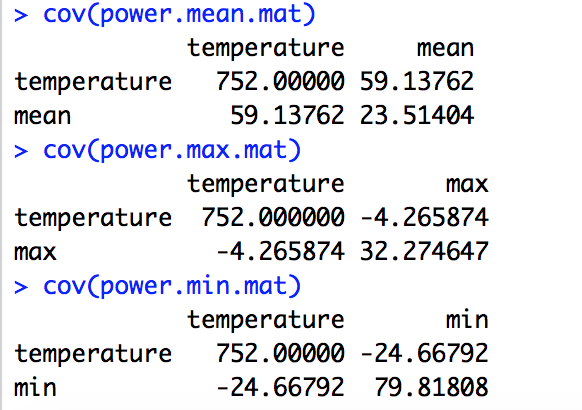 > cov(power.mean.mat)
temperature mean
temperature 752.00000 59.13762
mean 59.13762 23.51404
> cov(power.max.mat)
temperature max
temperature 752.000000 -4.265874
max -4.265874 32.274647
> cov(power.min.mat)
temperature min
temperature 752.00000 -24.66792
min -24.66792 79.81808